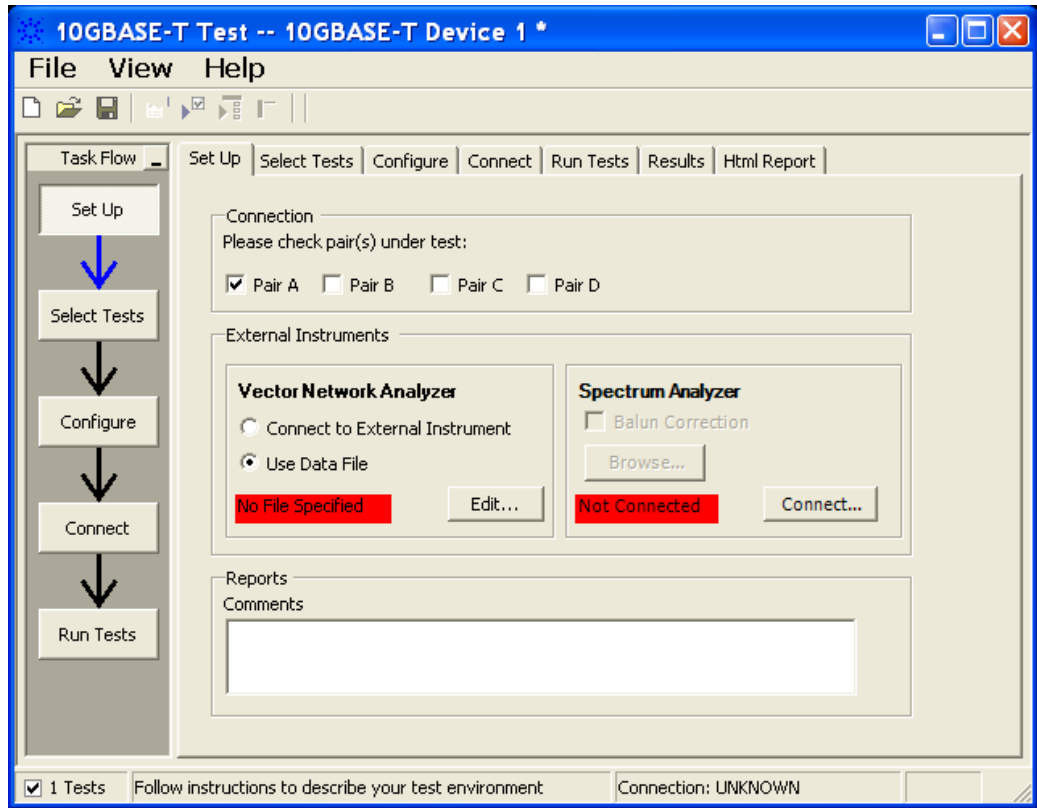 10GBASE-T Test -- 10GBASE-T Device 1 *
File View Help
Task Flow
Set Up
Select Tests
Configure
Connect
Run Tests
Set Up Select Tests Configure Connect Run Tests Results Html Report
Connection
Please check pair(s) under test:
Pair A Pair B Pair C Pair D
External Instruments
Vector Network Analyzer
Connect to External Instrument
Use Data File
No File Specified Edit...
Spectrum Analyzer
Balun Correction
Browse...
Not Connected Connect...
Reports
Comments
1 Tests Follow instructions to describe your test environment Connection: UNKNOWN